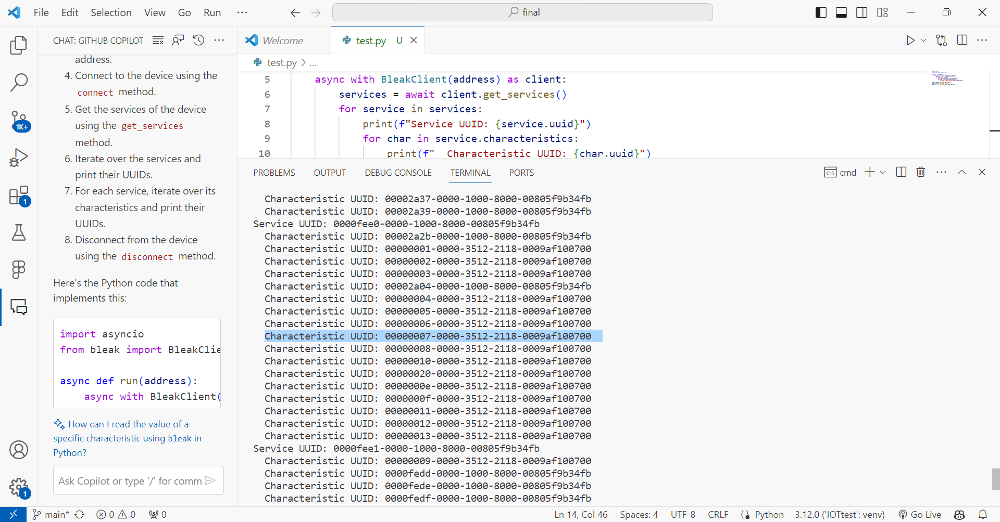 File Edit Selection View Go Run ···
final
CHAT: GITHUB COPILOT
address.
4. Connect to the device using the
connect method.
5. Get the services of the device
using the get_services
method.
6. Iterate over the services and
print their UUIDs.
7. For each service, iterate over its
characteristics and print their
UUIDs.
8. Disconnect from the device
using the disconnect method.
Here's the Python code that
implements this:
import asyncio
from bleak import BleakClie
async def run(address):
async with BleakClient(
How can I read the value of a
specific characteristic using bleak in
Python?
Ask Copilot or type '/' for comm
1K+
1
1
Welcome
test.py U
test.py > ...
5 async with BleakClient(address) as client:
6 services = await client.get_services()
7 for service in services:
8 print(f"Service UUID: {service.uuid}")
9 for char in service.characteristics:
10 print(f"  Characteristic UUID: {char.uuid}")
PROBLEMS OUTPUT DEBUG CONSOLE TERMINAL PORTS
cmd
Characteristic UUID: 00002a37-0000-1000-8000-00805f9b34fb
Characteristic UUID: 00002a39-0000-1000-8000-00805f9b34fb
Service UUID: 0000fee0-0000-1000-8000-00805f9b34fb
Characteristic UUID: 00002a2b-0000-1000-8000-00805f9b34fb
Characteristic UUID: 00000001-0000-3512-2118-0009af100700
Characteristic UUID: 00000002-0000-3512-2118-0009af100700
Characteristic UUID: 00000003-0000-3512-2118-0009af100700
Characteristic UUID: 00002a04-0000-1000-8000-00805f9b34fb
Characteristic UUID: 00000004-0000-3512-2118-0009af100700
Characteristic UUID: 00000005-0000-3512-2118-0009af100700
Characteristic UUID: 00000006-0000-3512-2118-0009af100700
Characteristic UUID: 00000007-0000-3512-2118-0009af100700
Characteristic UUID: 00000008-0000-3512-2118-0009af100700
Characteristic UUID: 00000010-0000-3512-2118-0009af100700
Characteristic UUID: 00000020-0000-3512-2118-0009af100700
Characteristic UUID: 0000000e-0000-3512-2118-0009af100700
Characteristic UUID: 0000000f-0000-3512-2118-0009af100700
Characteristic UUID: 00000011-0000-3512-2118-0009af100700
Characteristic UUID: 00000012-0000-3512-2118-0009af100700
Characteristic UUID: 00000013-0000-3512-2118-0009af100700
Service UUID: 0000fee1-0000-1000-8000-00805f9b34fb
Characteristic UUID: 00000009-0000-3512-2118-0009af100700
Characteristic UUID: 0000fedd-0000-1000-8000-00805f9b34fb
Characteristic UUID: 0000fede-0000-1000-8000-00805f9b34fb
Characteristic UUID: 0000fedf-0000-1000-8000-00805f9b34fb
main* 0 0 0 Ln 14, Col 46 Spaces: 4 UTF-8 CRLF Python 3.12.0 ('IOTtest': venv) Go Live